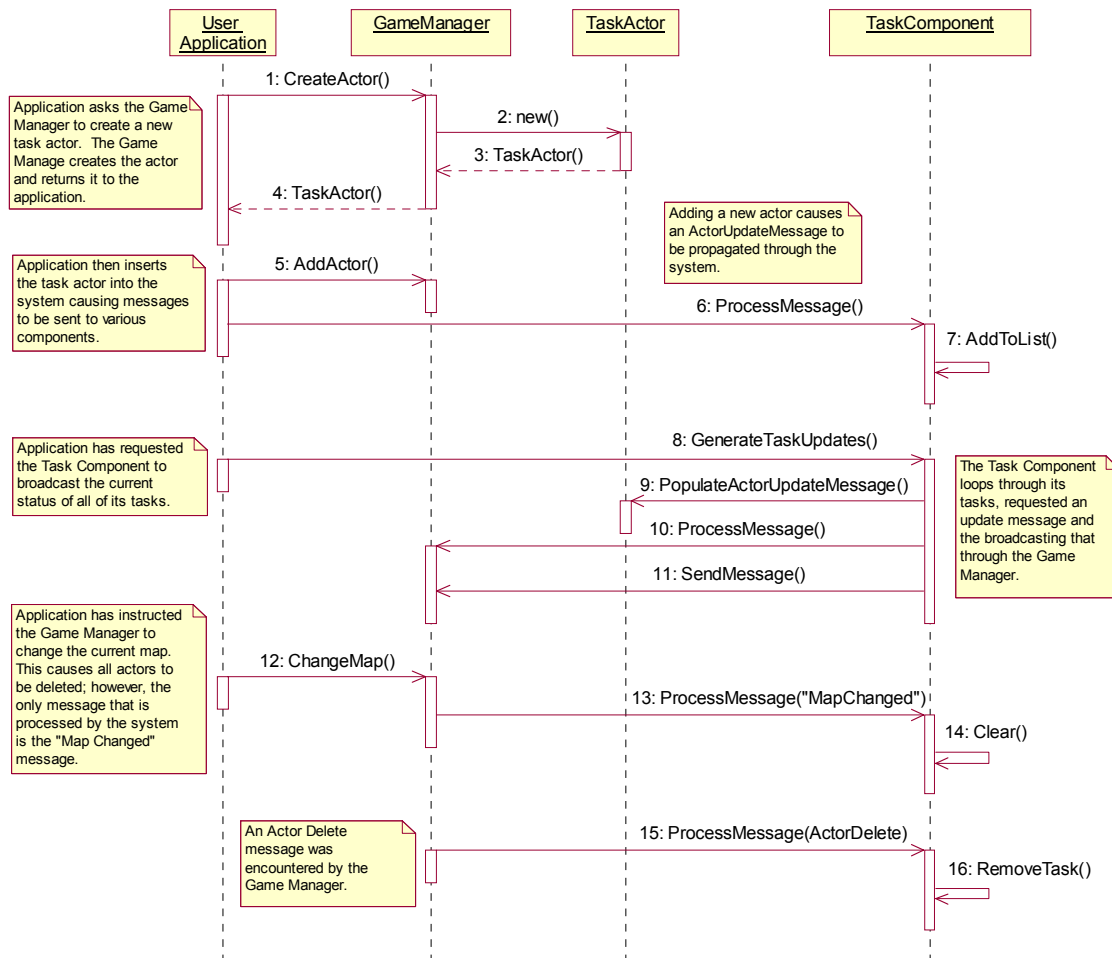 User
Application
GameManager
TaskActor
TaskComponent
1: CreateActor()
Application asks the Game
Manager to create a new
task actor.  The Game
Manage creates the actor
and returns it to the
application.
2: new()
3: TaskActor()
4: TaskActor()
Adding a new actor causes
an ActorUpdateMessage to
be propagated through the
system.
Application then inserts
the task actor into the
system causing messages
to be sent to various
components.
5: AddActor()
6: ProcessMessage()
7: AddToList()
Application has requested
the Task Component to
broadcast the current
status of all of its tasks.
8: GenerateTaskUpdates()
The Task Component
loops through its
tasks, requested an
update message and
the broadcasting that
through the Game
Manager.
9: PopulateActorUpdateMessage()
10: ProcessMessage()
11: SendMessage()
Application has instructed
the Game Manager to
change the current map.
This causes all actors to
be deleted; however, the
only message that is
processed by the system
is the "Map Changed"
message.
12: ChangeMap()
13: ProcessMessage("MapChanged")
14: Clear()
An Actor Delete
message was
encountered by the
Game Manager.
15: ProcessMessage(ActorDelete)
16: RemoveTask()